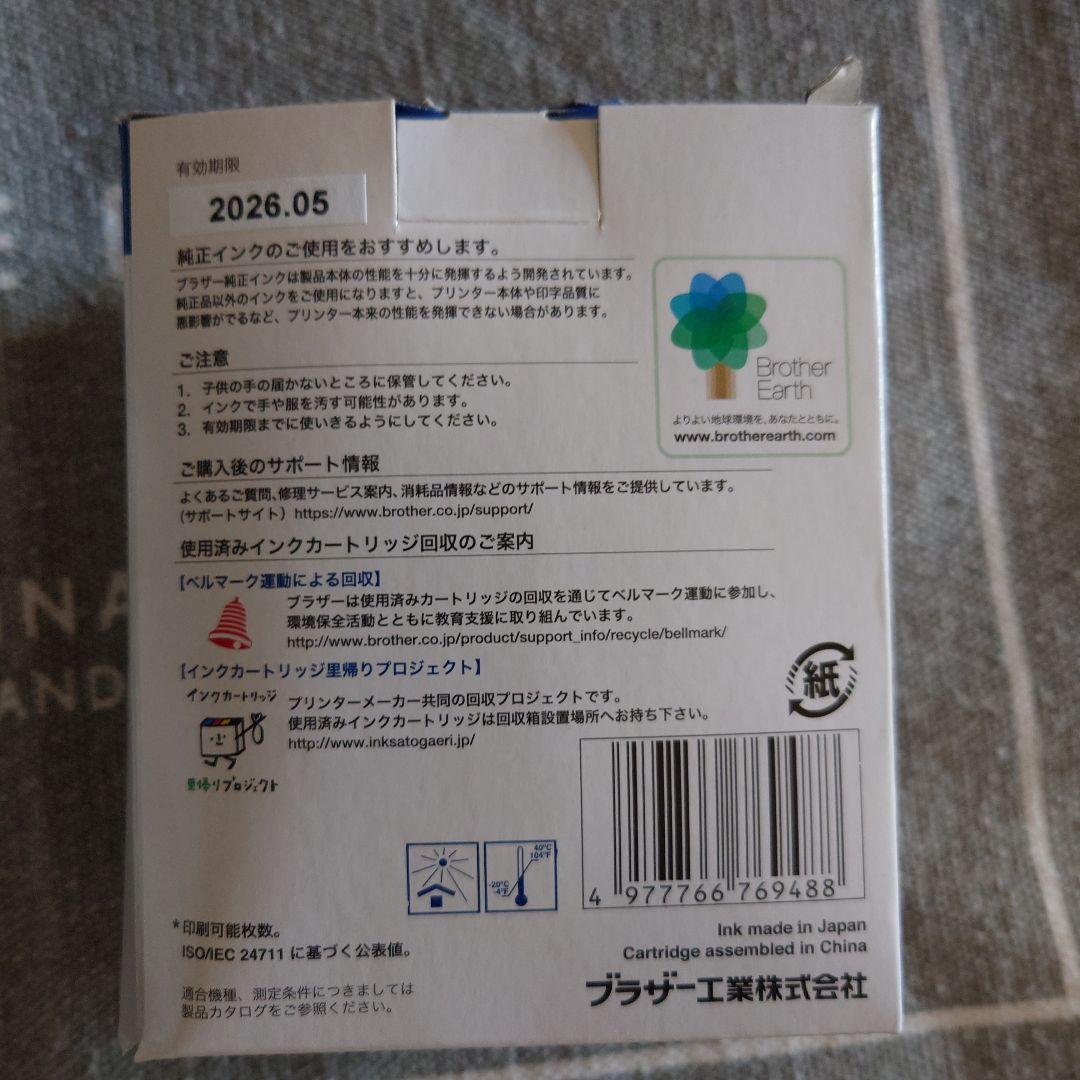 有効期限
2026.05
純正インクのご使用をおすすめします。
ブラザー純正インクは製品本体の性能を十分に発揮するよう開発されています。
純正品以外のインクをご使用になりますと、プリンター本体や印字品質に
悪影響がでるなど、プリンター本来の性能を発揮できない場合があります。
ご注意
1. 子供の手の届かないところに保管してください。
2. インクで手や服を汚す可能性があります。
3. 有効期限までに使いきるようにしてください。
Brother
Earth
よりよい地球環境を、あなたとともに。
www.brotherearth.com
ご購入後のサポート情報
よくあるご質問、修理サービス案内、消耗品情報などのサポート情報をご提供しています。
(サポートサイト) https://www.brother.co.jp/support/
使用済みインクカートリッジ回収のご案内
【ベルマーク運動による回収】
ブラザーは使用済みカートリッジの回収を通じてベルマーク運動に参加し、
環境保全活動とともに教育支援に取り組んでいます。
http://www.brother.co.jp/product/support_info/recycle/bellmark/
【インクカートリッジ里帰りプロジェクト】
インクカートリッジ
里帰りプロジェクト
プリンターメーカー共同の回収プロジェクトです。
使用済みインクカートリッジは回収箱設置場所へお持ち下さい。
http://www.inksatogaeri.jp/
紙
40°C
104°F
-20°C
-4°F
4 977766 769488
*印刷可能枚数。
ISO/IEC 24711 に基づく公表値。
Ink made in Japan
Cartridge assembled in China
ブラザー工業株式会社
適合機種、測定条件につきましては
製品カタログをご参照ください。
NA
AND